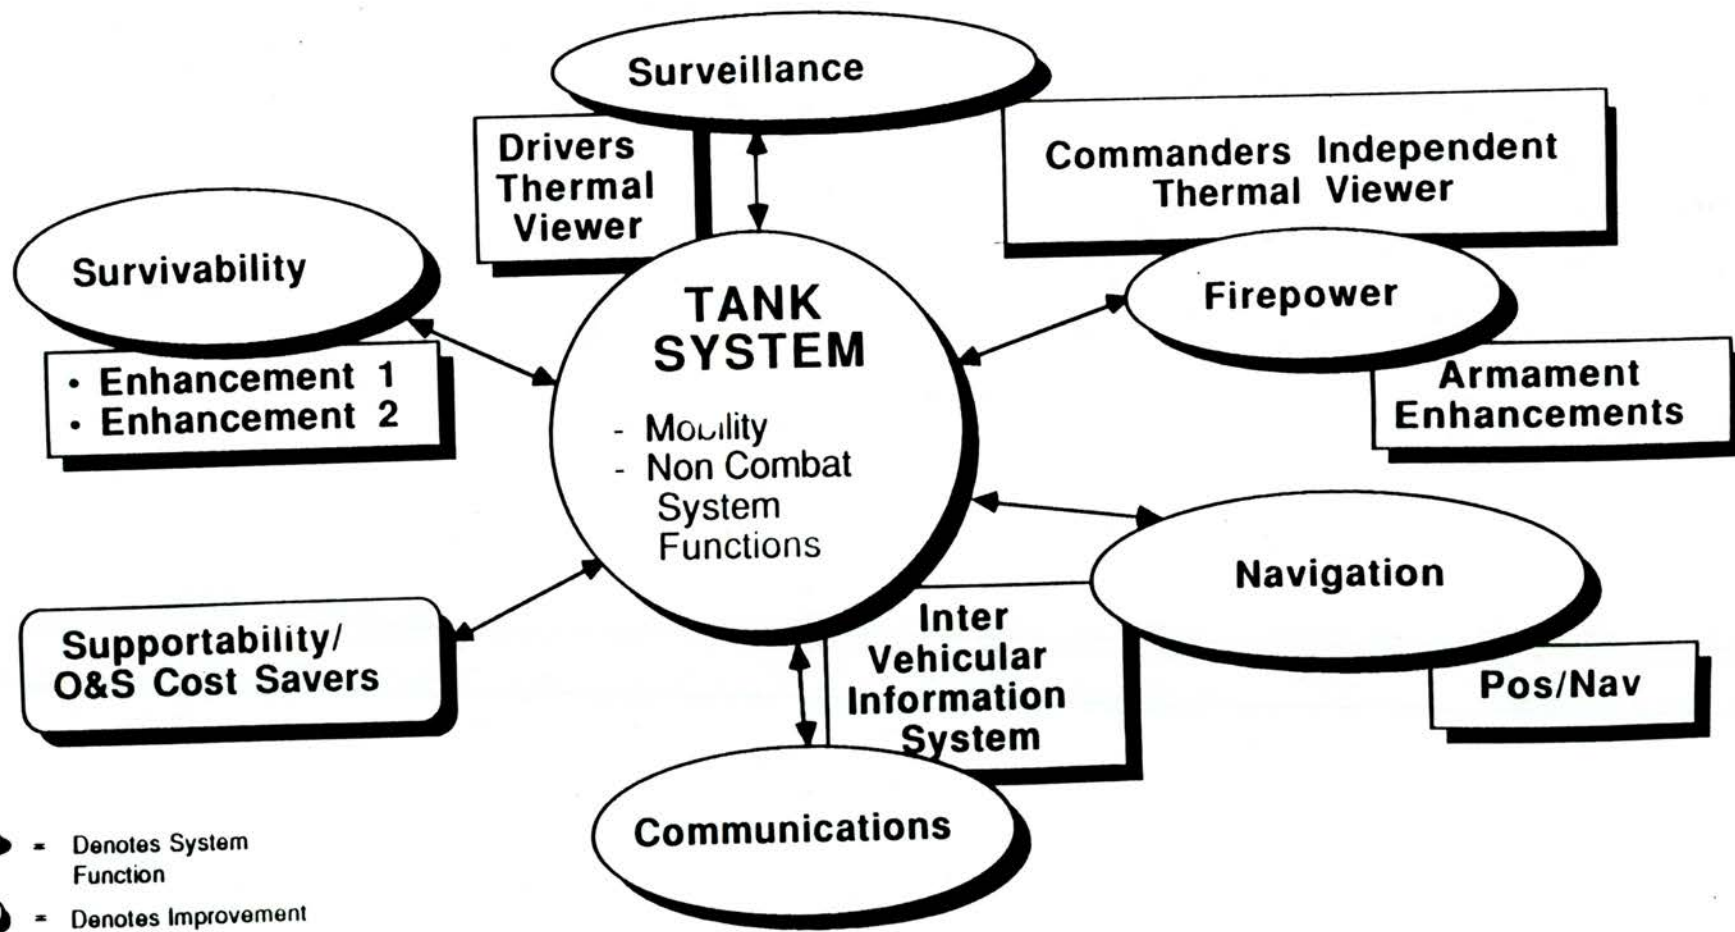 Surveillance
Drivers
Thermal
Viewer
Commanders Independent
Thermal Viewer
Survivability
• Enhancement 1
• Enhancement 2
TANK
SYSTEM
- Mobility
- Non Combat
System
Functions
Firepower
Armament
Enhancements
Navigation
Pos/Nav
Supportability/
O&S Cost Savers
Inter
Vehicular
Information
System
Communications
= Denotes System
Function
= Denotes Improvement